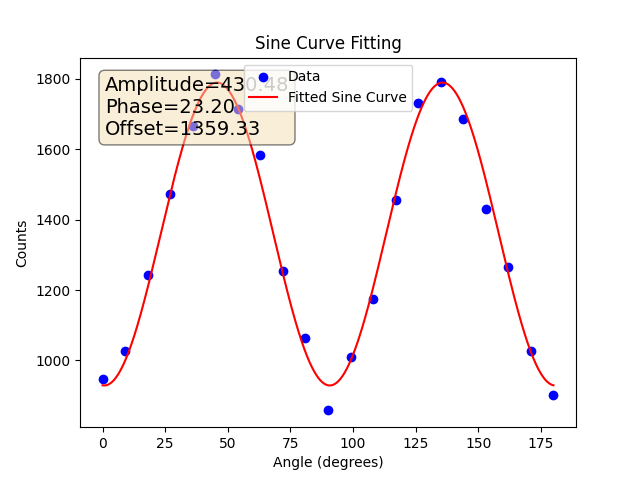 Sine Curve Fitting
Amplitude=430.48
Phase=23.20
Offset=1359.33
Data
Fitted Sine Curve
1800
1600
1400
1200
1000
Counts
0 25 50 75 100 125 150 175
Angle (degrees)